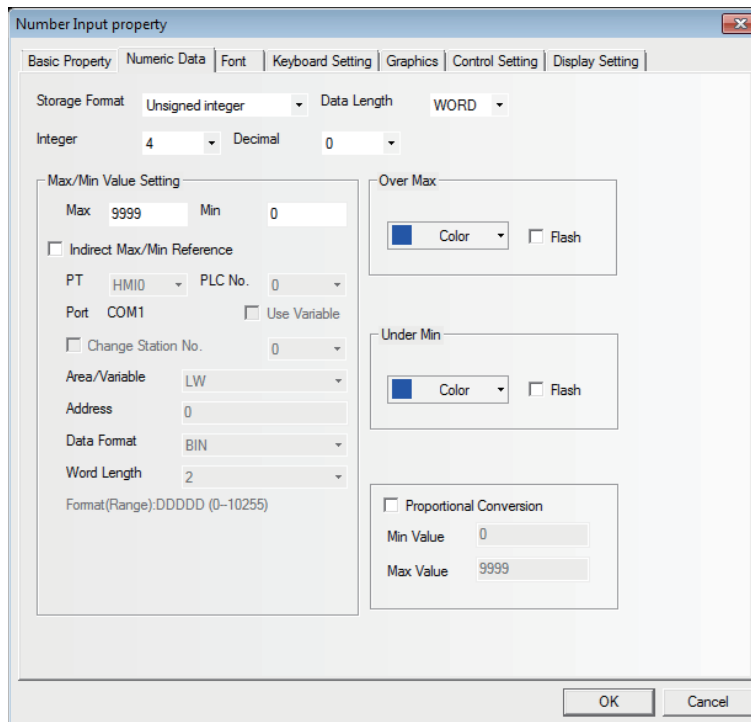 Number Input property
Basic Property Numeric Data Font Keyboard Setting Graphics Control Setting Display Setting
Storage Format Unsigned integer Data Length WORD
Integer 4 Decimal 0
Max/Min Value Setting
Max 9999 Min 0
Indirect Max/Min Reference
PT HMI0 PLC No. 0
Port COM1 Use Variable
Change Station No. 0
Area/Variable LW
Address 0
Data Format BIN
Word Length 2
Format(Range):DDDDD (0--10255)
Over Max
Color Flash
Under Min
Color Flash
Proportional Conversion
Min Value 0
Max Value 9999
OK Cancel